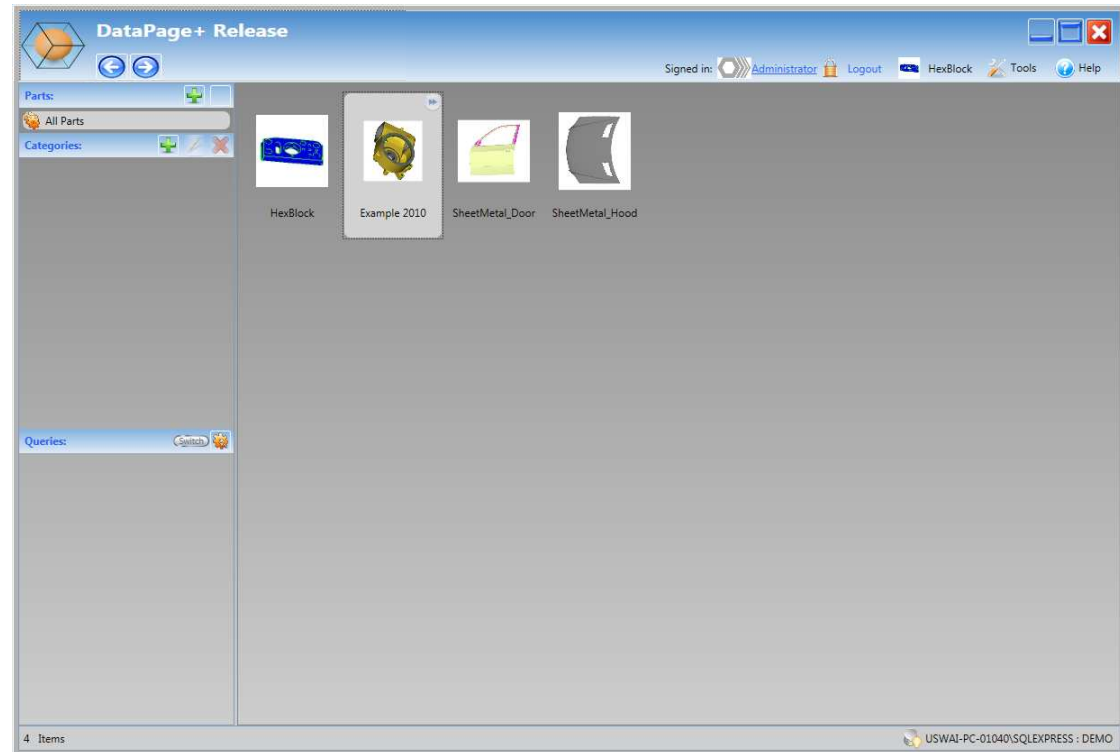 DataPage+ Release
Signed in: Administrator Logout HexBlock Tools Help
Parts:
All Parts
Categories:
HexBlock Example 2010 SheetMetal_Door SheetMetal_Hood
Queries: Switch
4 Items USWAI-PC-01040\SQLEXPRESS : DEMO